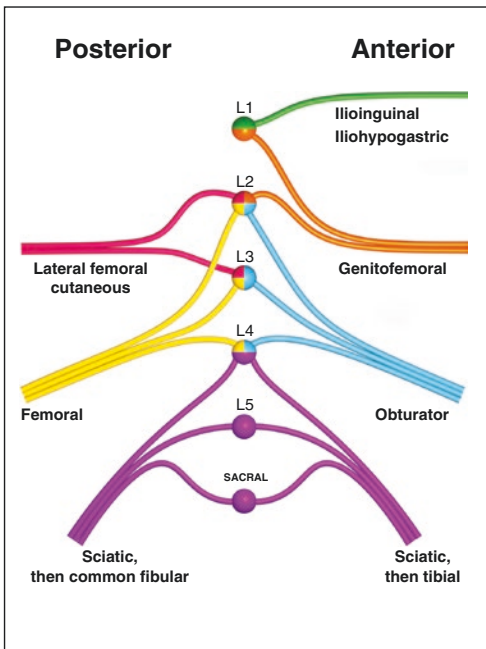 Posterior
Anterior
L1
Ilioinguinal
Iliohypogastric
L2
Lateral femoral
cutaneous
L3
Genitofemoral
L4
Femoral
Obturator
L5
SACRAL
Sciatic,
then common fibular
Sciatic,
then tibial